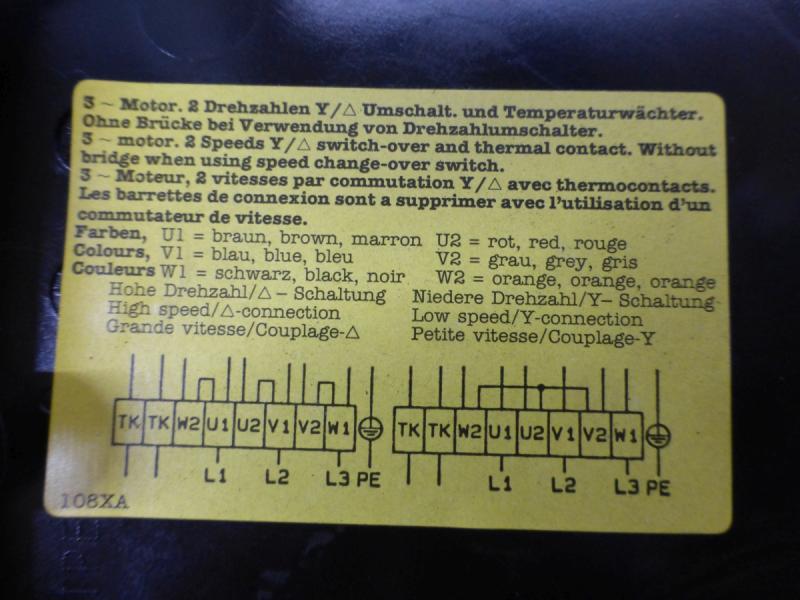 3 ~ Motor. 2 Drehzahlen Y/△ Umschalt. und Temperaturwächter.
Ohne Brücke bei Verwendung von Drehzahlumschalter.
3 ~ motor. 2 Speeds Y/△ switch-over and thermal contact. Without
bridge when using speed change-over switch.
3 ~ Moteur, 2 vitesses par commutation Y/△ avec thermocontacts.
Les barrettes de connexion sont a supprimer avec l'utilisation d'un
commutateur de vitesse.
Farben, U1 = braun, brown, marron U2 = rot, red, rouge
Colours, V1 = blau, blue, bleu V2 = grau, grey, gris
Couleurs W1 = schwarz, black, noir W2 = orange, orange, orange
Hohe Drehzahl/△ – Schaltung Niedere Drehzahl/Y– Schaltung
High speed/△-connection Low speed/Y-connection
Grande vitesse/Couplage-△ Petite vitesse/Couplage-Y
TK TK W2 U1 U2 V1 V2 W1 TK TK W2 U1 U2 V1 V2 W1
L1 L2 L3 PE L1 L2 L3 PE
108XA